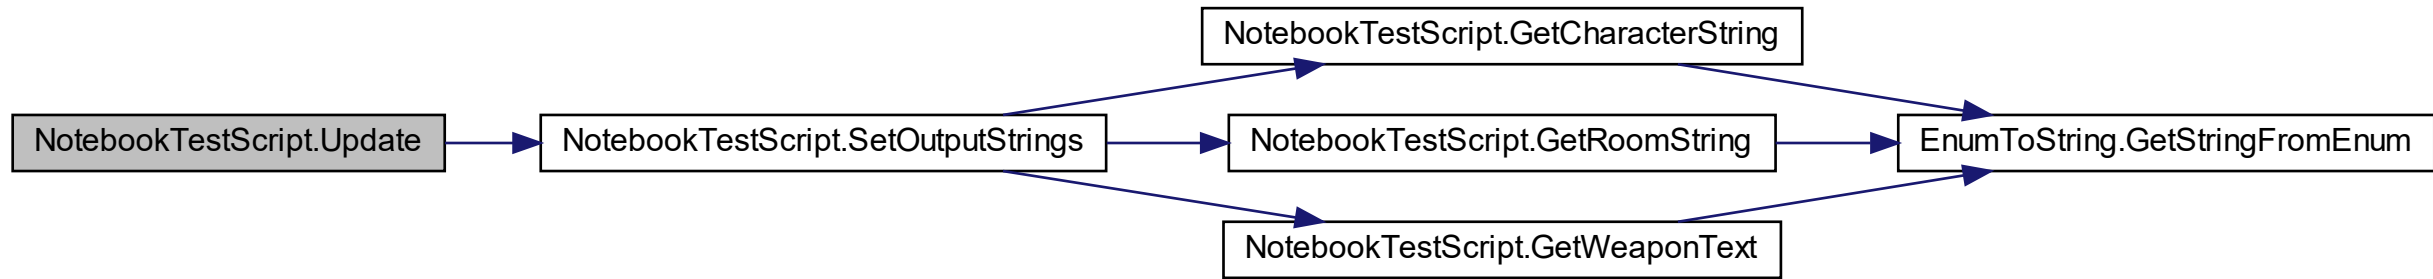 NotebookTestScript.Update
NotebookTestScript.SetOutputStrings
NotebookTestScript.GetCharacterString
NotebookTestScript.GetRoomString
NotebookTestScript.GetWeaponText
EnumToString.GetStringFromEnum